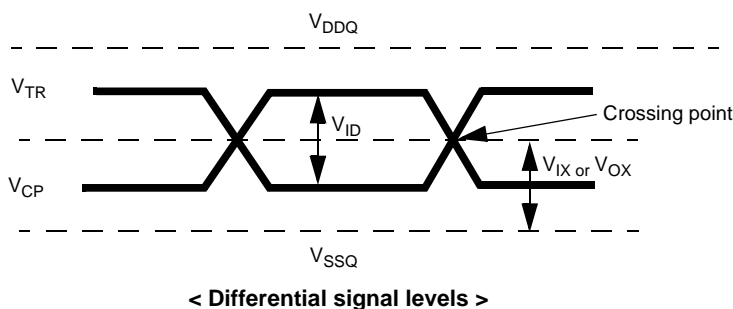 VDDQ
VTR
Crossing point
VID
VIX or VOX
VCP
VSSQ
< Differential signal levels >